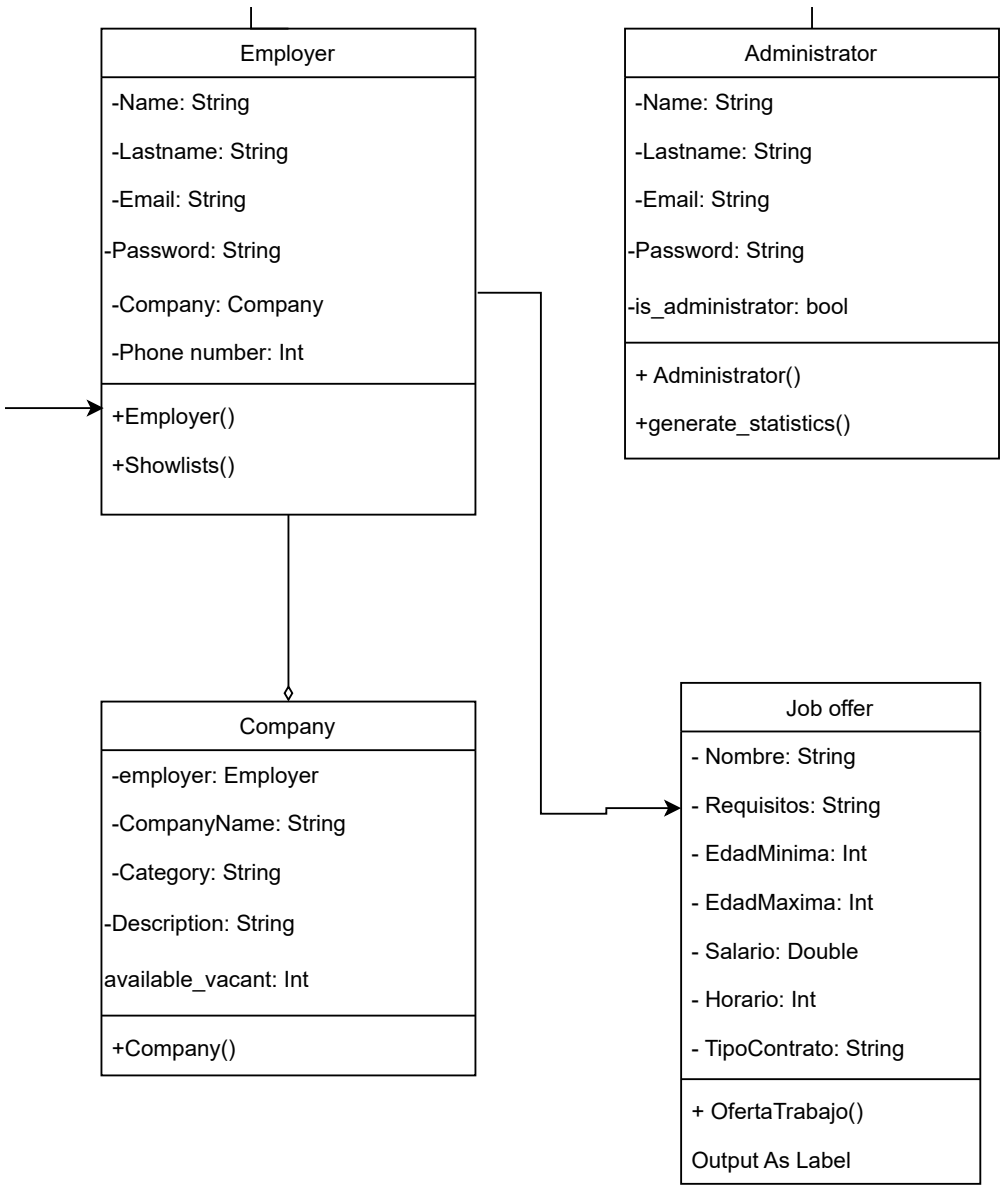 Employer
-Name: String
-Lastname: String
-Email: String
-Password: String
-Company: Company
-Phone number: Int
+Employer()
+Showlists()
Administrator
-Name: String
-Lastname: String
-Email: String
-Password: String
-is_administrator: bool
+ Administrator()
+generate_statistics()
Company
-employer: Employer
-CompanyName: String
-Category: String
-Description: String
available_vacant: Int
+Company()
Job offer
- Nombre: String
- Requisitos: String
- EdadMinima: Int
- EdadMaxima: Int
- Salario: Double
- Horario: Int
- TipoContrato: String
+ OfertaTrabajo()
Output As Label